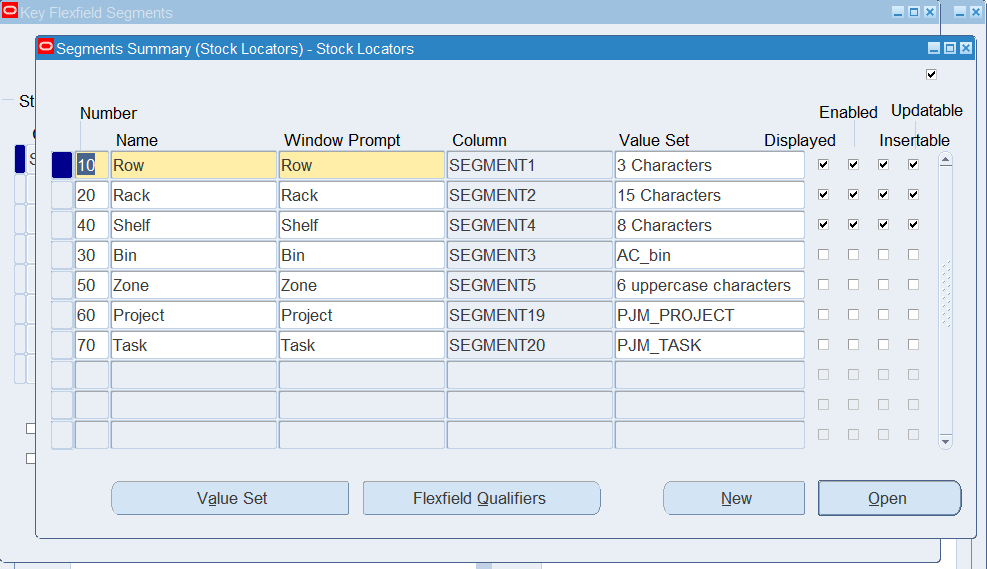 Key Flexfield Segments
Segments Summary (Stock Locators) - Stock Locators
St
Number Enabled Updatable
Name Window Prompt Column Value Set Displayed Insertable
10 Row Row SEGMENT1 3 Characters
20 Rack Rack SEGMENT2 15 Characters
40 Shelf Shelf SEGMENT4 8 Characters
30 Bin Bin SEGMENT3 AC_bin
50 Zone Zone SEGMENT5 6 uppercase characters
60 Project Project SEGMENT19 PJM_PROJECT
70 Task Task SEGMENT20 PJM_TASK
Value Set Flexfield Qualifiers New Open